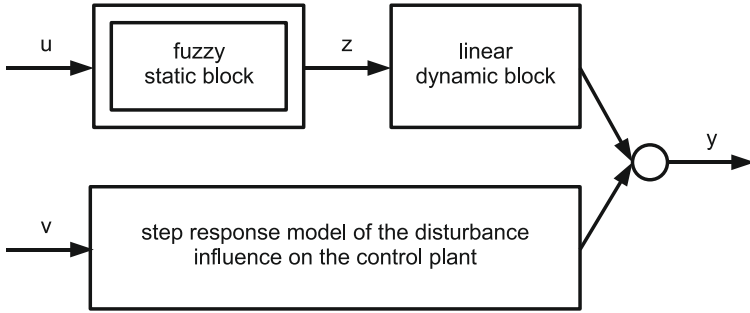 u
fuzzy
static block
z
linear
dynamic block
y
v
step response model of the disturbance
influence on the control plant